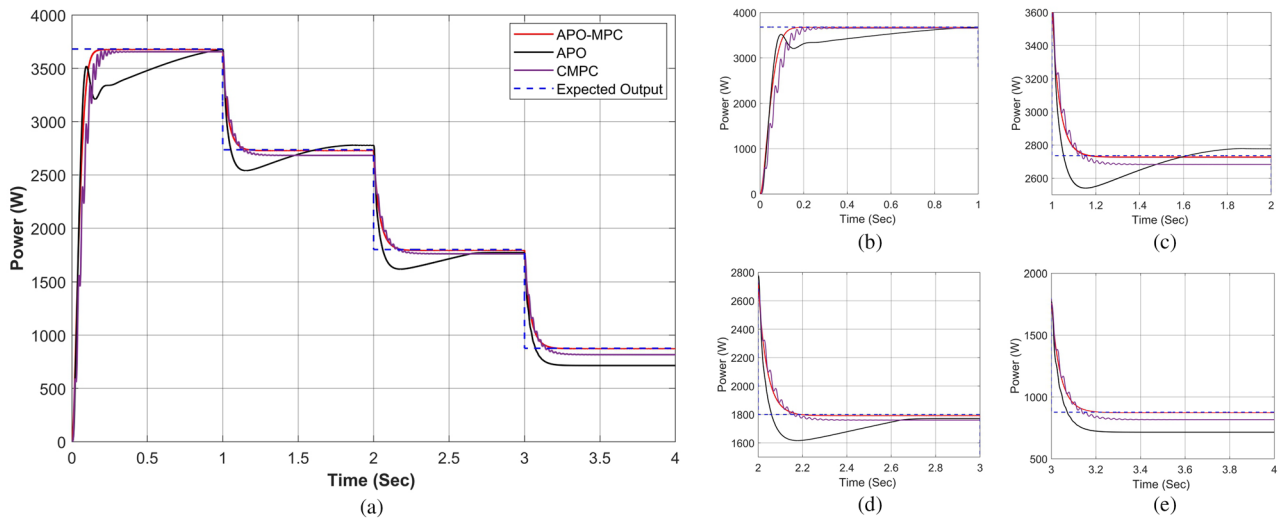 4000
3500
3000
2500
2000
1500
1000
500
0
Power (W)
APO-MPC
APO
CMPC
Expected Output
0 0.5 1 1.5 2 2.5 3 3.5 4
Time (Sec)
(a)
4000
3000
2000
1000
0
Power (W)
0 0.2 0.4 0.6 0.8 1
Time (Sec)
(b)
3600
3400
3200
3000
2800
2600
Power (W)
1 1.2 1.4 1.6 1.8 2
Time (Sec)
(c)
2800
2600
2400
2200
2000
1800
1600
Power (W)
2 2.2 2.4 2.6 2.8 3
Time (Sec)
(d)
2000
1500
1000
500
Power (W)
3 3.2 3.4 3.6 3.8 4
Time (Sec)
(e)